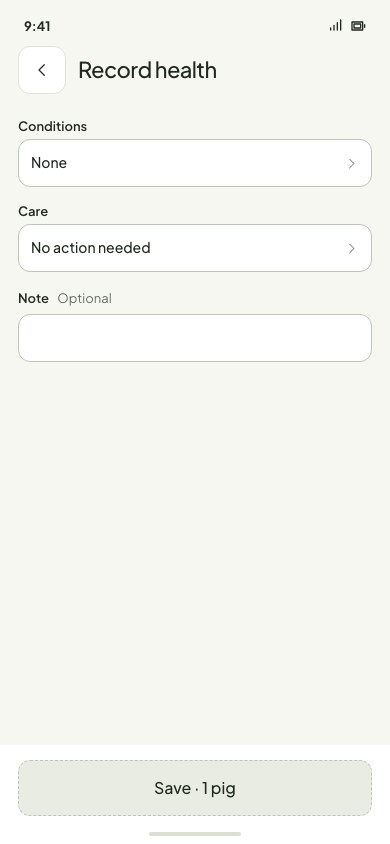 9:41
Record health
Conditions
None
Care
No action needed
Note Optional
Save · 1 pig